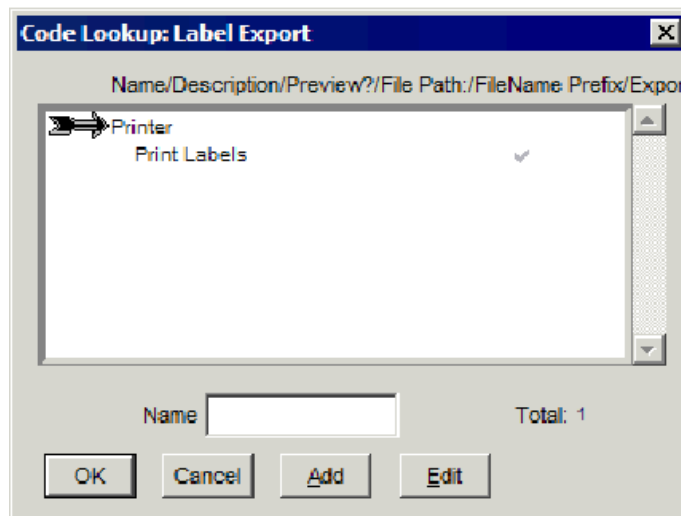 Code Lookup: Label Export
Name/Description/Preview?/File Path:/FileName Prefix/Expor
Printer
Print Labels
Name Total: 1
OK Cancel Add Edit